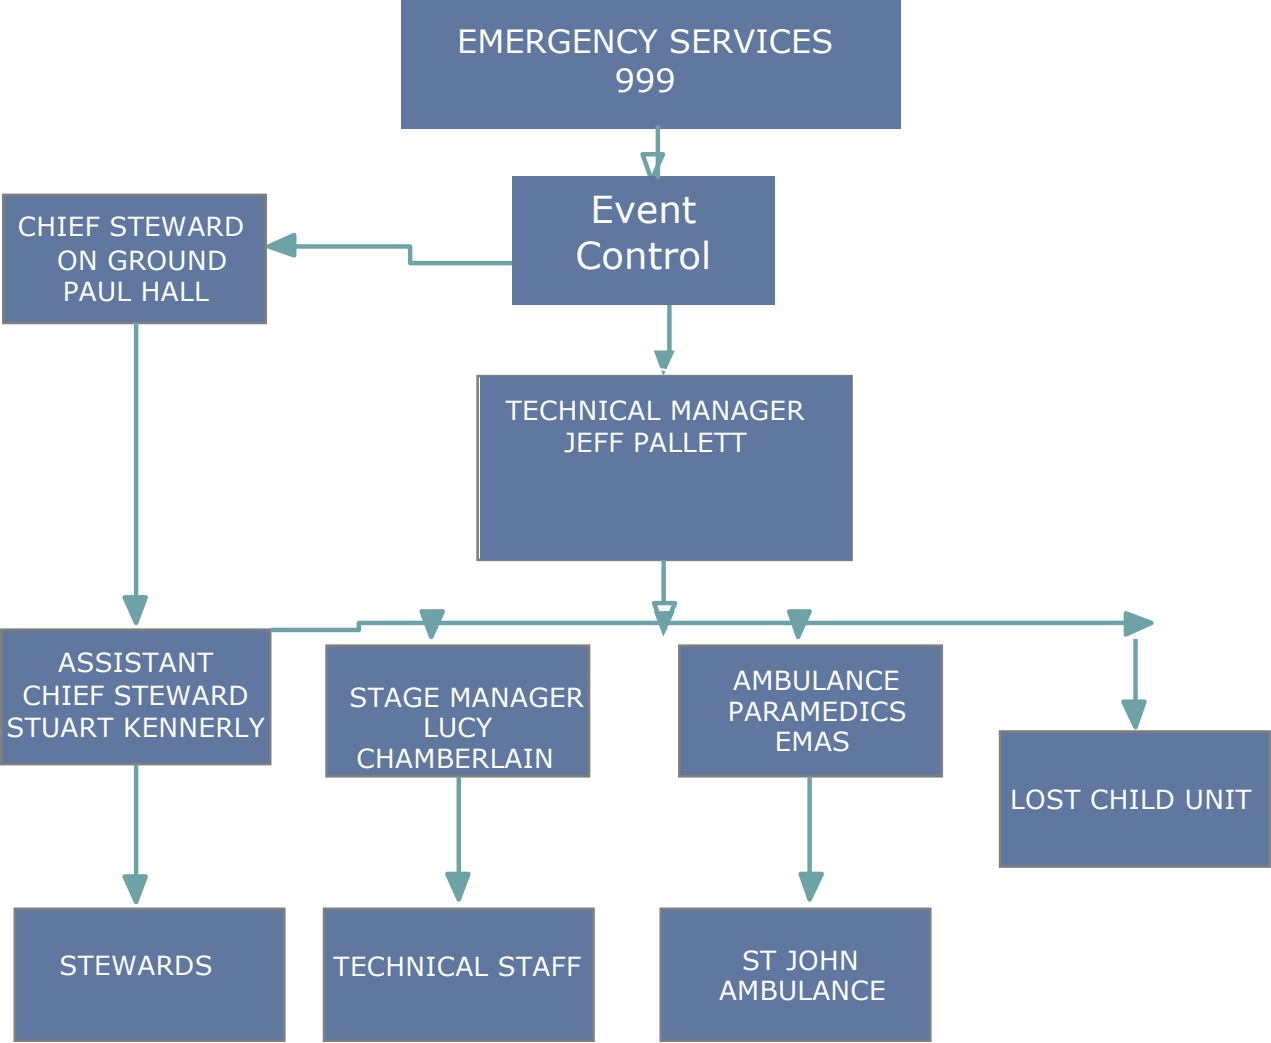 EMERGENCY SERVICES
999
Event
Control
CHIEF STEWARD
ON GROUND
PAUL HALL
TECHNICAL MANAGER
JEFF PALLETT
ASSISTANT
CHIEF STEWARD
STUART KENNERLY
STAGE MANAGER
LUCY
CHAMBERLAIN
AMBULANCE
PARAMEDICS
EMAS
LOST CHILD UNIT
STEWARDS
TECHNICAL STAFF
ST JOHN
AMBULANCE